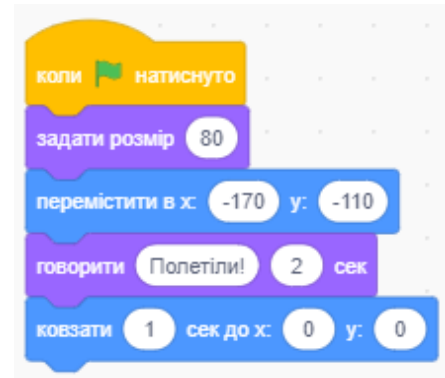 коли натиснуто
задати розмір 80
перемістити в x: -170 y: -110
говорити Полетіли! 2 сек
ковзати 1 сек до x: 0 y: 0